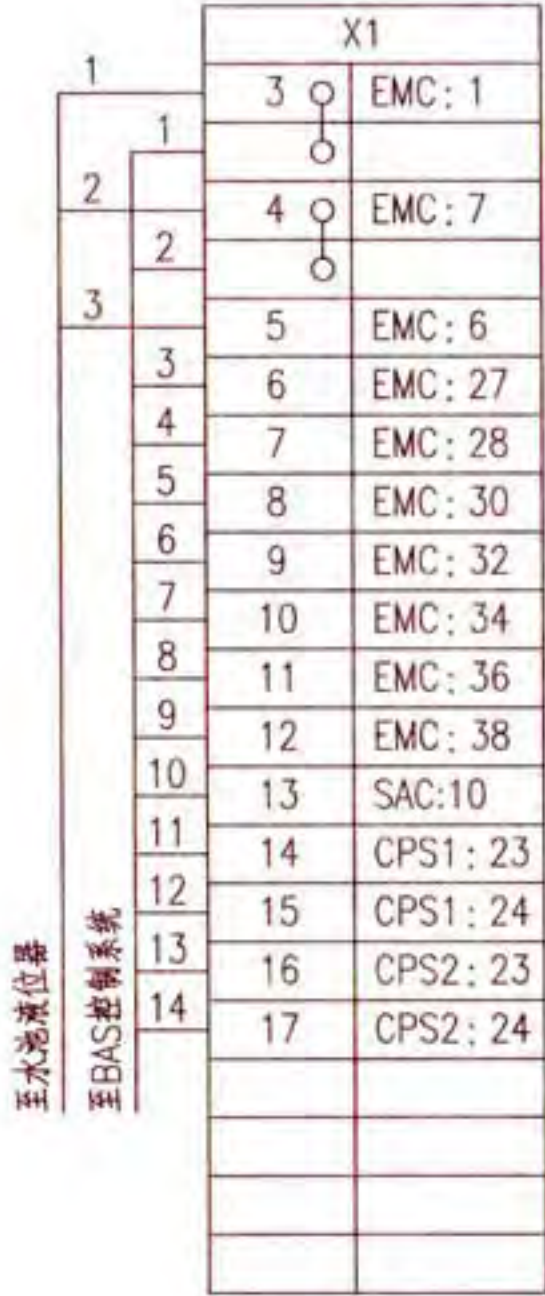 X1
1 3 EMC: 1
1
2 4 EMC: 7
2
3 5 EMC: 6
3 6 EMC: 27
4 7 EMC: 28
5 8 EMC: 30
6 9 EMC: 32
7 10 EMC: 34
8 11 EMC: 36
9 12 EMC: 38
10 13 SAC:10
11 14 CPS1: 23
12 15 CPS1: 24
13 16 CPS2: 23
14 17 CPS2: 24
至水池液位器
至BAS控制系统